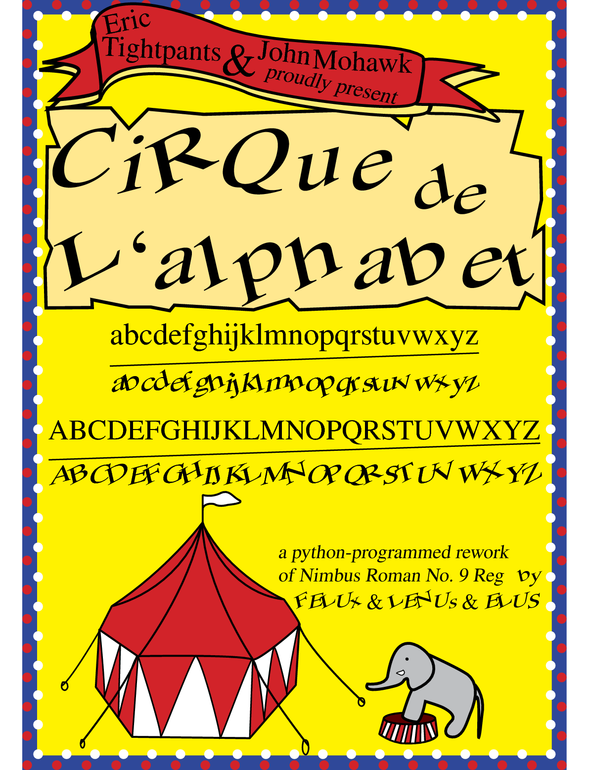 Eric
Tightpants & John Mohawk
proudly present
CiRQue de
L‘alphabet
abcdefghijklmnopqrstuvwxyz
abcdefghijklmnopqrstuvwxyz
ABCDEFGHIJKLMNOPQRSTUVWXYZ
ABCDEFGHIJKLMNOPQRSTUVWXYZ
a python-programmed rework
of Nimbus Roman No. 9 Reg by
& &